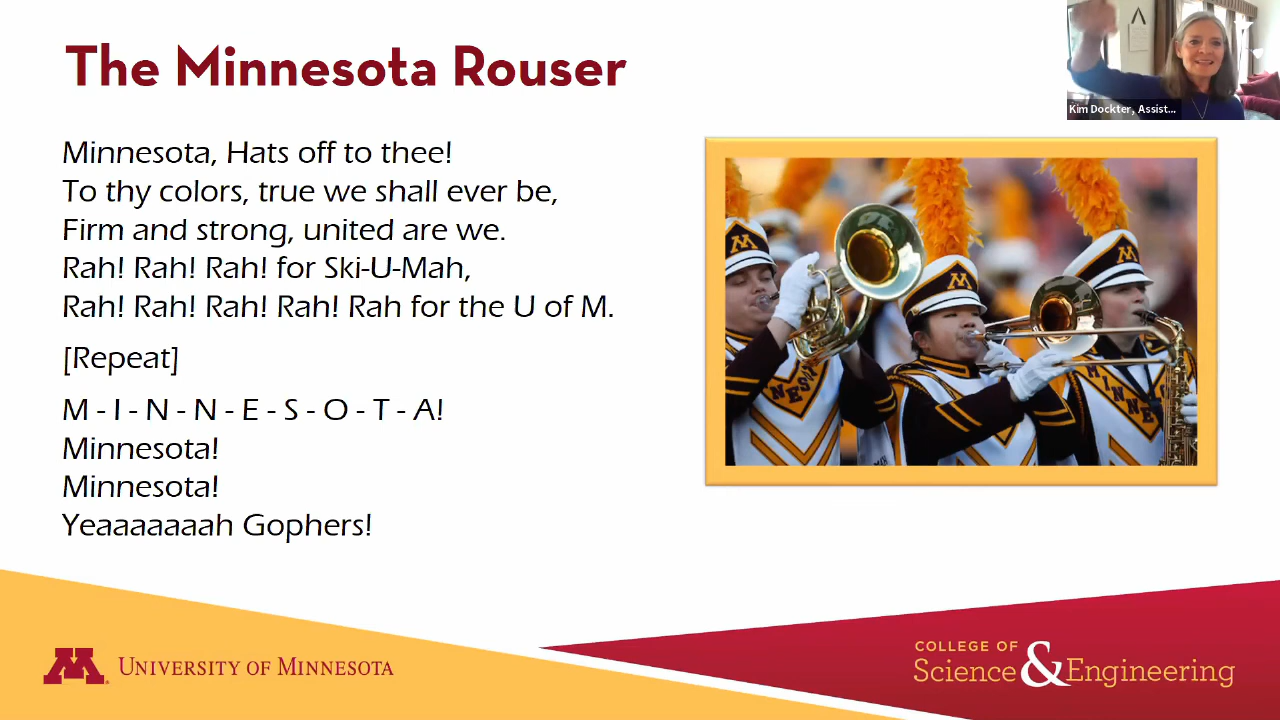 The Minnesota Rouser
Kim Dockter, Assist...
Minnesota, Hats off to thee!
To thy colors, true we shall ever be,
Firm and strong, united are we.
Rah! Rah! Rah! for Ski-U-Mah,
Rah! Rah! Rah! Rah! Rah for the U of M.
[Repeat]
M - I - N - N - E - S - O - T - A!
Minnesota!
Minnesota!
Yeaaaaaaah Gophers!
M
M
M
NESO
MINNE
M UNIVERSITY OF MINNESOTA
COLLEGE OF
Science & Engineering